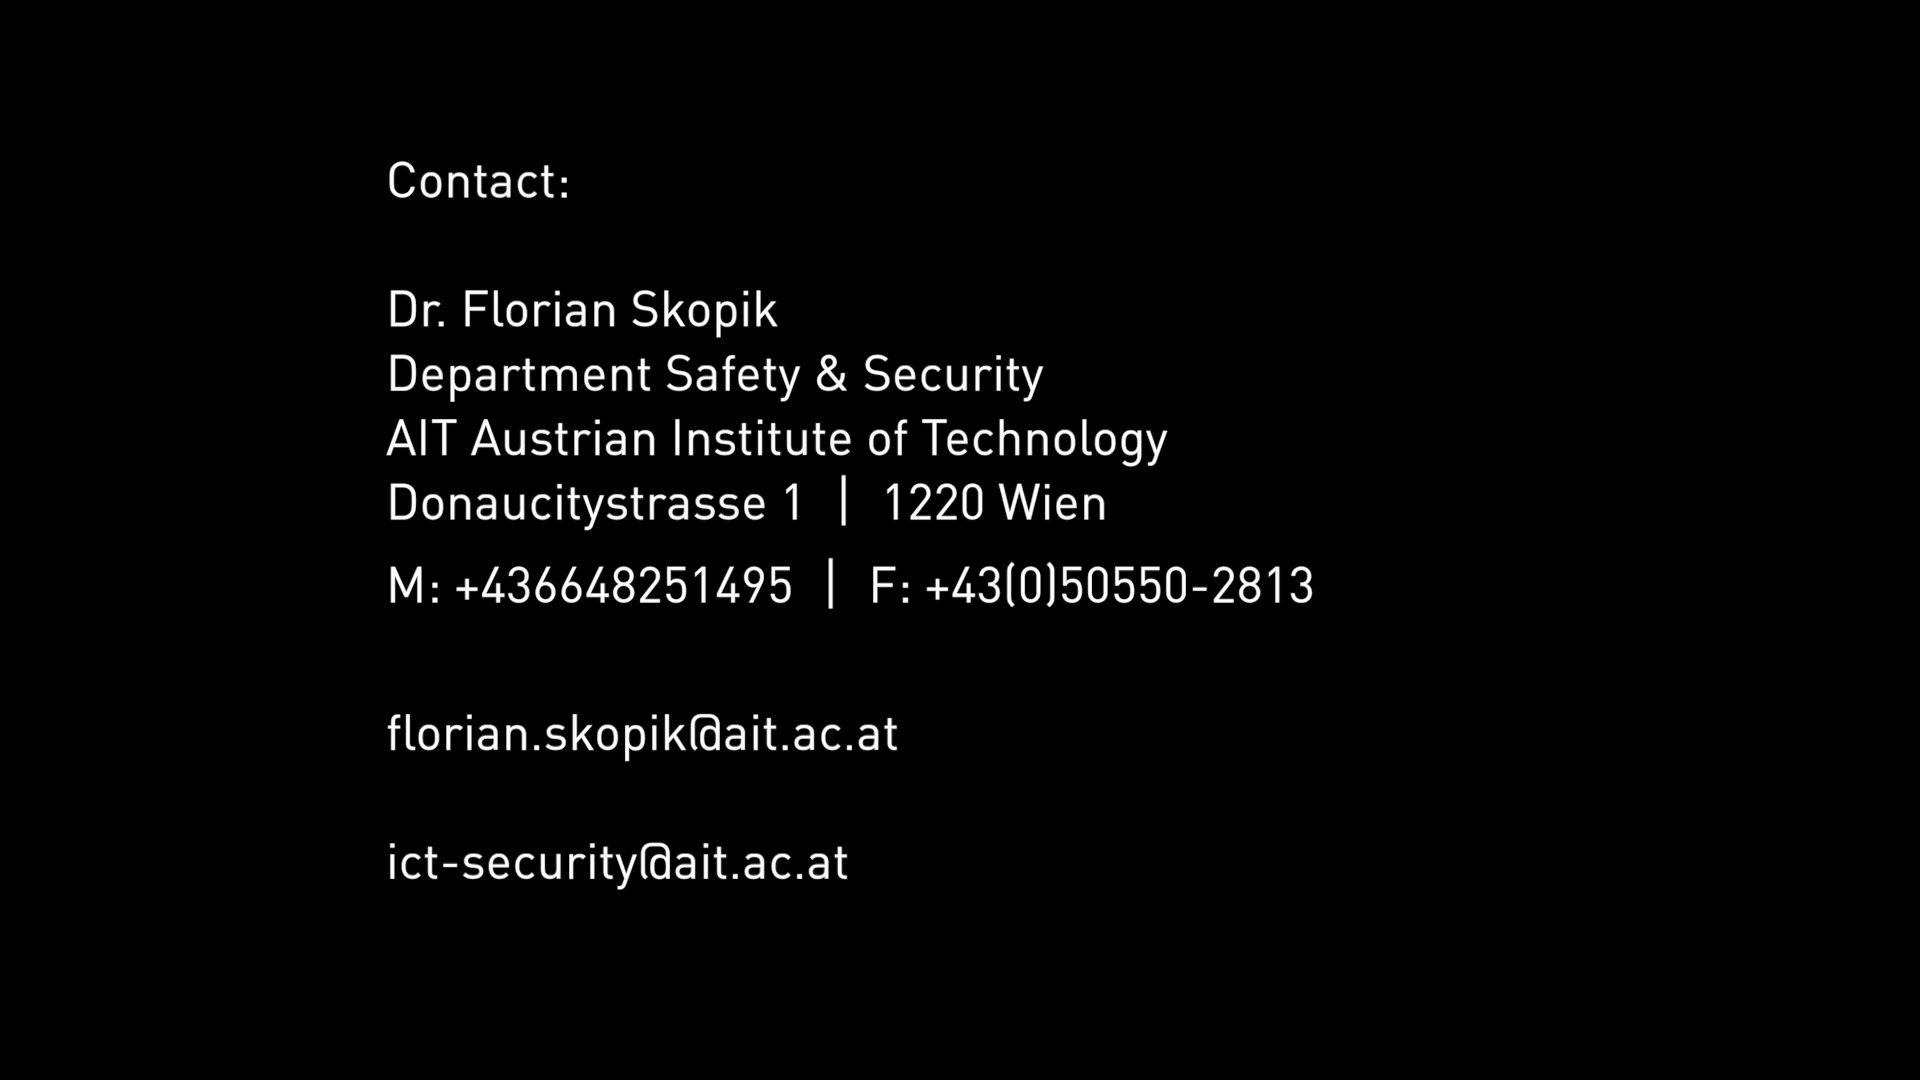 Contact:
Dr. Florian Skopik
Department Safety & Security
AIT Austrian Institute of Technology
Donaucitystrasse 1 | 1220 Wien
M: +436648251495 | F: +43(0)50550-2813
florian.skopik@ait.ac.at
ict-security@ait.ac.at